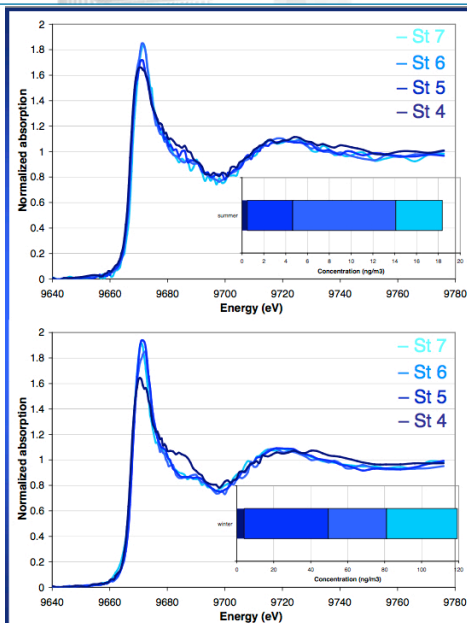 2
1.8
1.6
1.4
1.2
1
0.8
0.6
0.4
0.2
0
Normalized absorption
– St 7
– St 6
– St 5
– St 4
summer
0 2 4 6 8 10 12 14 16 18 20
Concentration (ng/m3)
9640 9660 9680 9700 9720 9740 9760 9780
Energy (eV)
2
1.8
1.6
1.4
1.2
1
0.8
0.6
0.4
0.2
0
Normalized absorption
– St 7
– St 6
– St 5
– St 4
winter
0 20 40 60 80 100 120
Concentration (ng/m3)
9640 9660 9680 9700 9720 9740 9760 9780
Energy (eV)